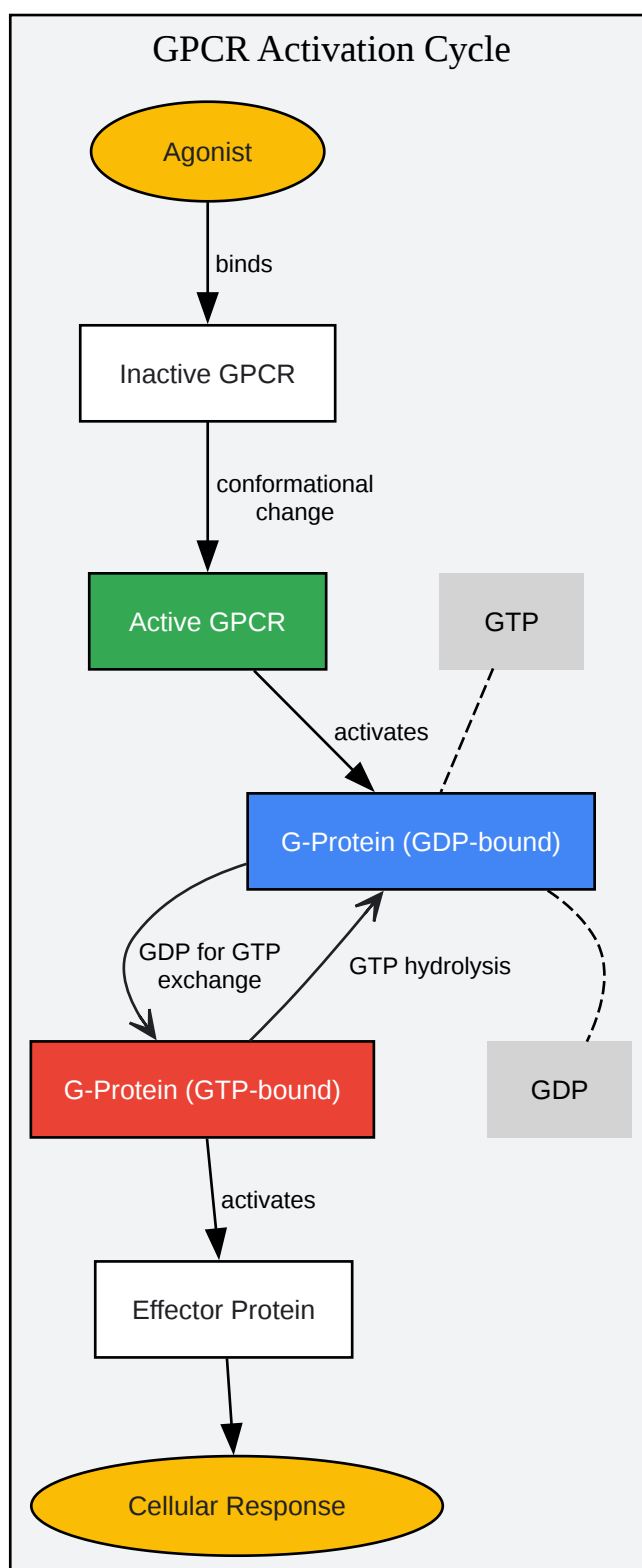 GPCR Activation Cycle
Agonist
binds
Inactive GPCR
conformational
change
Active GPCR
GTP
activates
G-Protein (GDP-bound)
GDP for GTP
exchange
GTP hydrolysis
G-Protein (GTP-bound)
GDP
activates
Effector Protein
Cellular Response